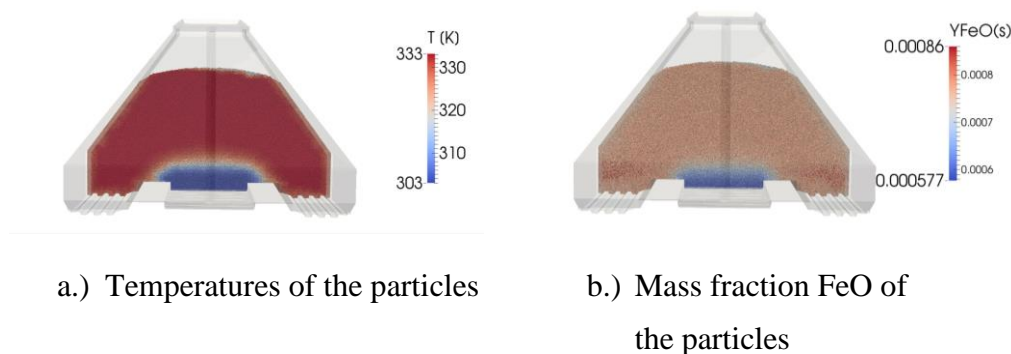 T (K)
333
330
320
310
303
YFeO(s)
0.00086
0.0008
0.0007
0.0006
0.000577
a.) Temperatures of the particles
b.) Mass fraction FeO of
the particles